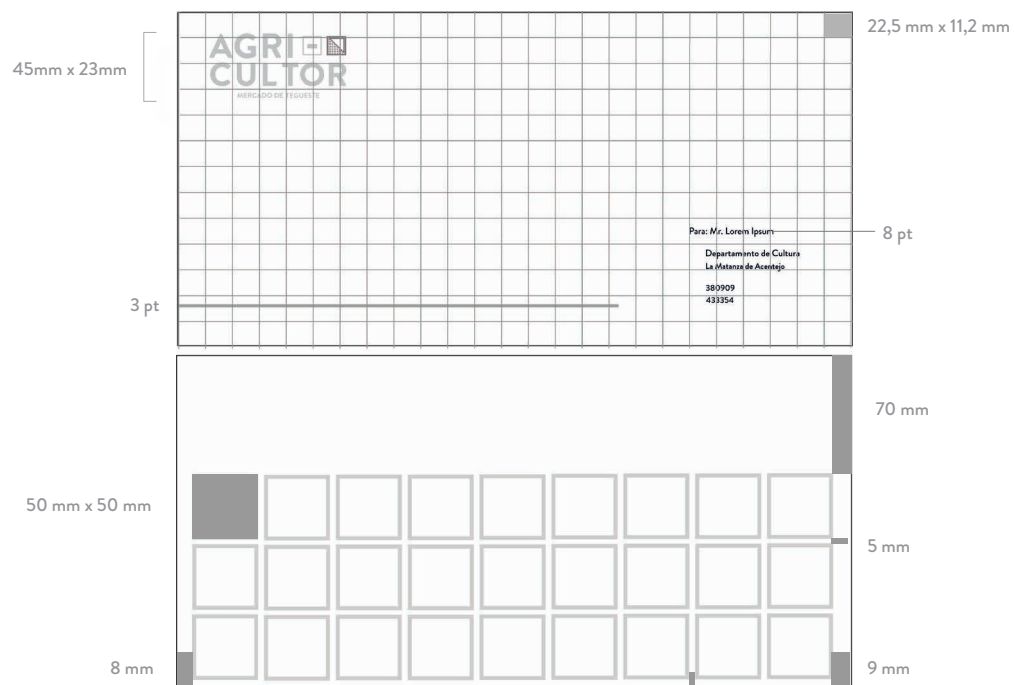 22,5 mm x 11,2 mm
45mm x 23mm
AGRI -
CULTOR
MERCADO DE TEGUESTE
Para: Mr. Lorem Ipsum
8 pt
Departamento de Cultura
La Matanza de Acentejo
380909
433354
3 pt
70 mm
50 mm x 50 mm
5 mm
8 mm
9 mm